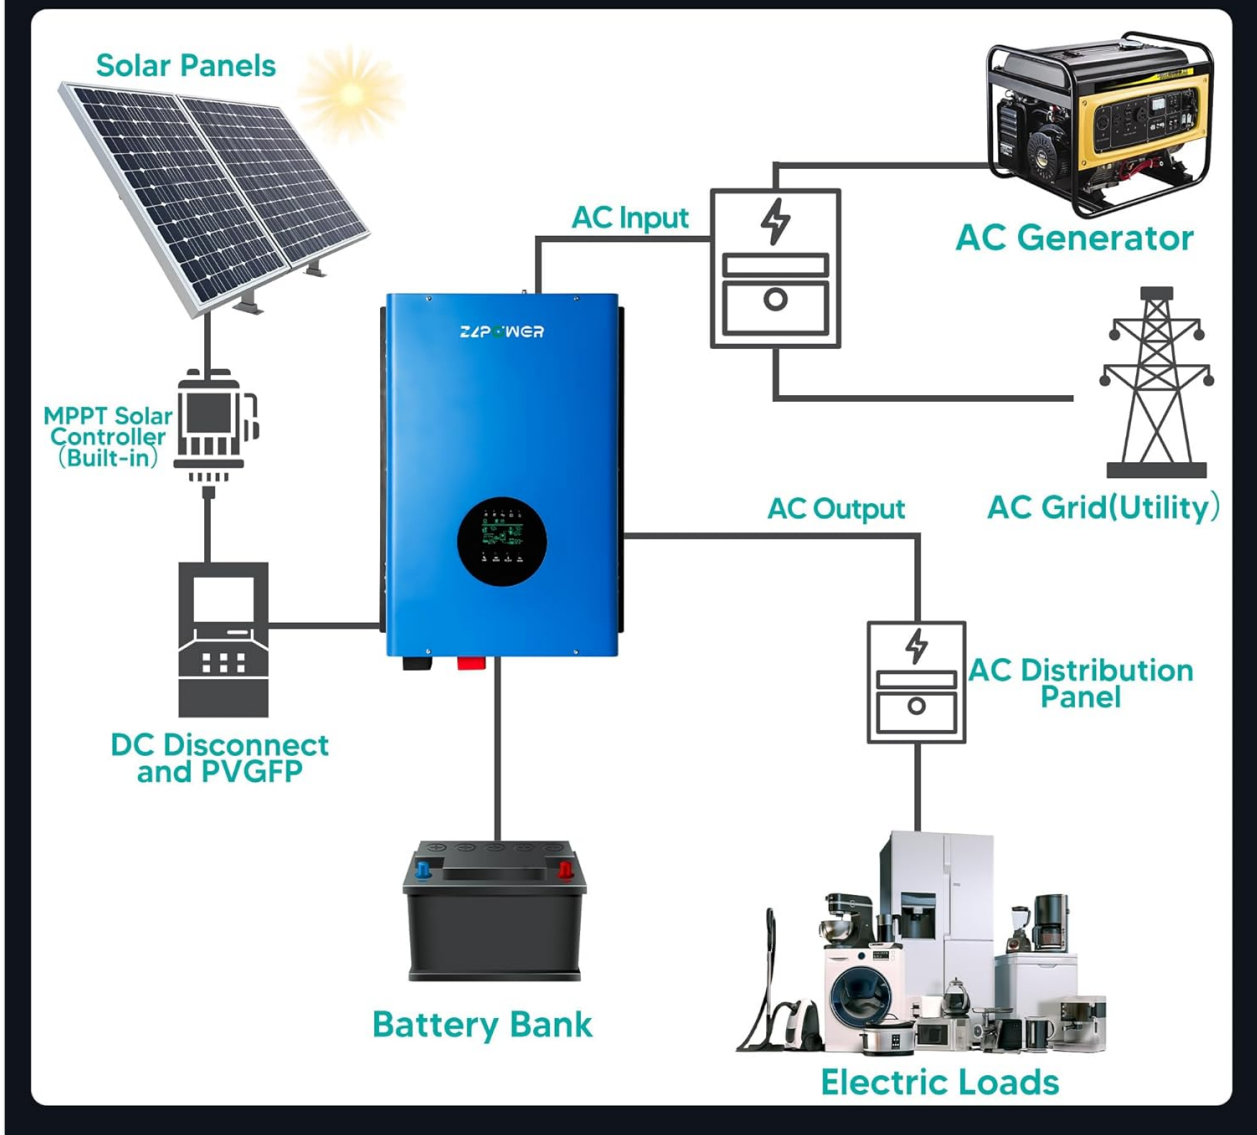 Solar Panels
AC Input
AC Generator
ZLPOWER
MPPT Solar
Controller
(Built-in)
AC Output
AC Grid(Utility)
AC Distribution
Panel
DC Disconnect
and PVGFP
Battery Bank
Electric Loads